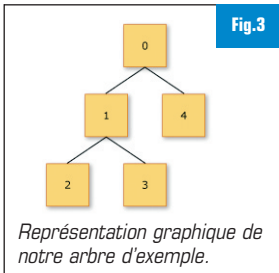 Fig.3
0
1 4
2 3
Représentation graphique de
notre arbre d'exemple.